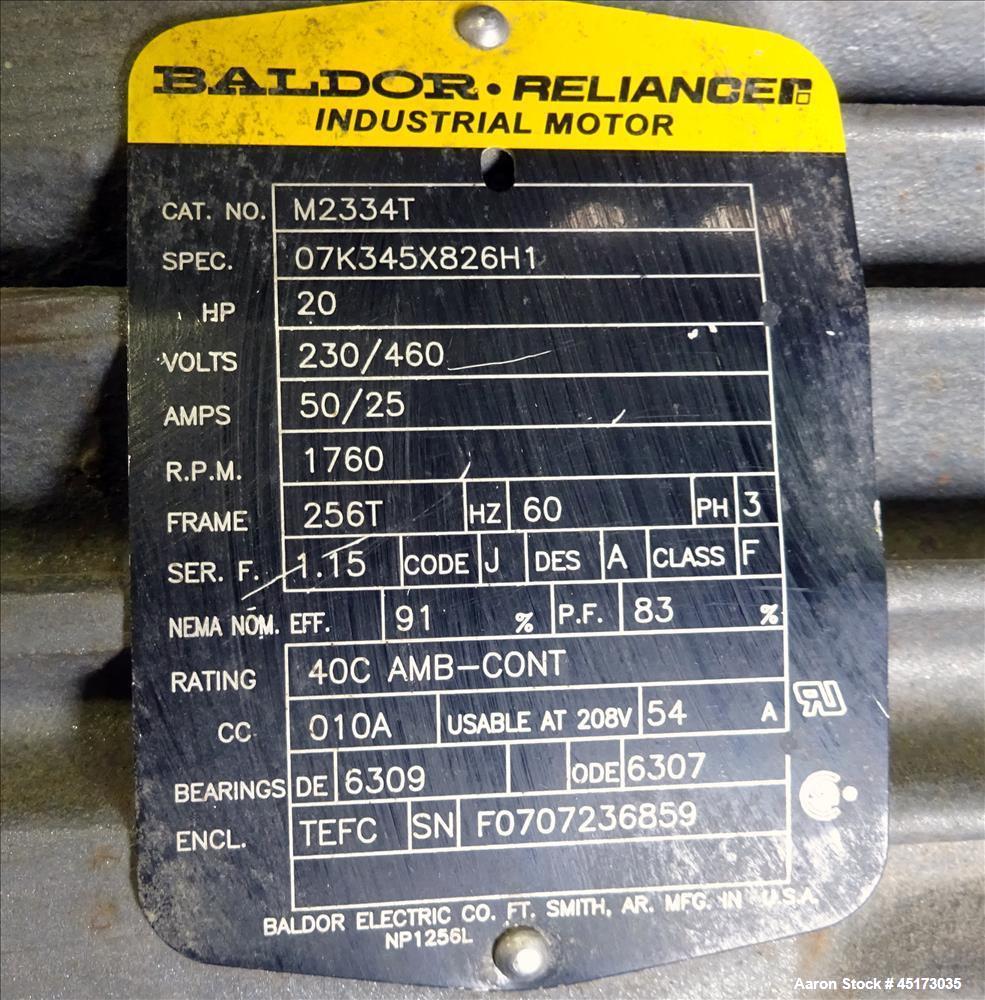 BALDOR • RELIANCER
INDUSTRIAL MOTOR
CAT. NO. M2334T
SPEC. 07K345X826H1
HP 20
VOLTS 230/460
AMPS 50/25
R.P.M. 1760
FRAME 256T HZ 60 PH 3
SER. F. 1.15 CODE J DES A CLASS F
NEMA NOM. EFF. 91 % P.F. 83 %
RATING 40C AMB-CONT
CC 010A USABLE AT 208V 54 A
BEARINGS DE 6309 ODE 6307
ENCL. TEFC SN F0707236859
BALDOR ELECTRIC CO. FT. SMITH, AR. MFG. IN U.S.A.
NP1256L
Aaron Stock # 45173035